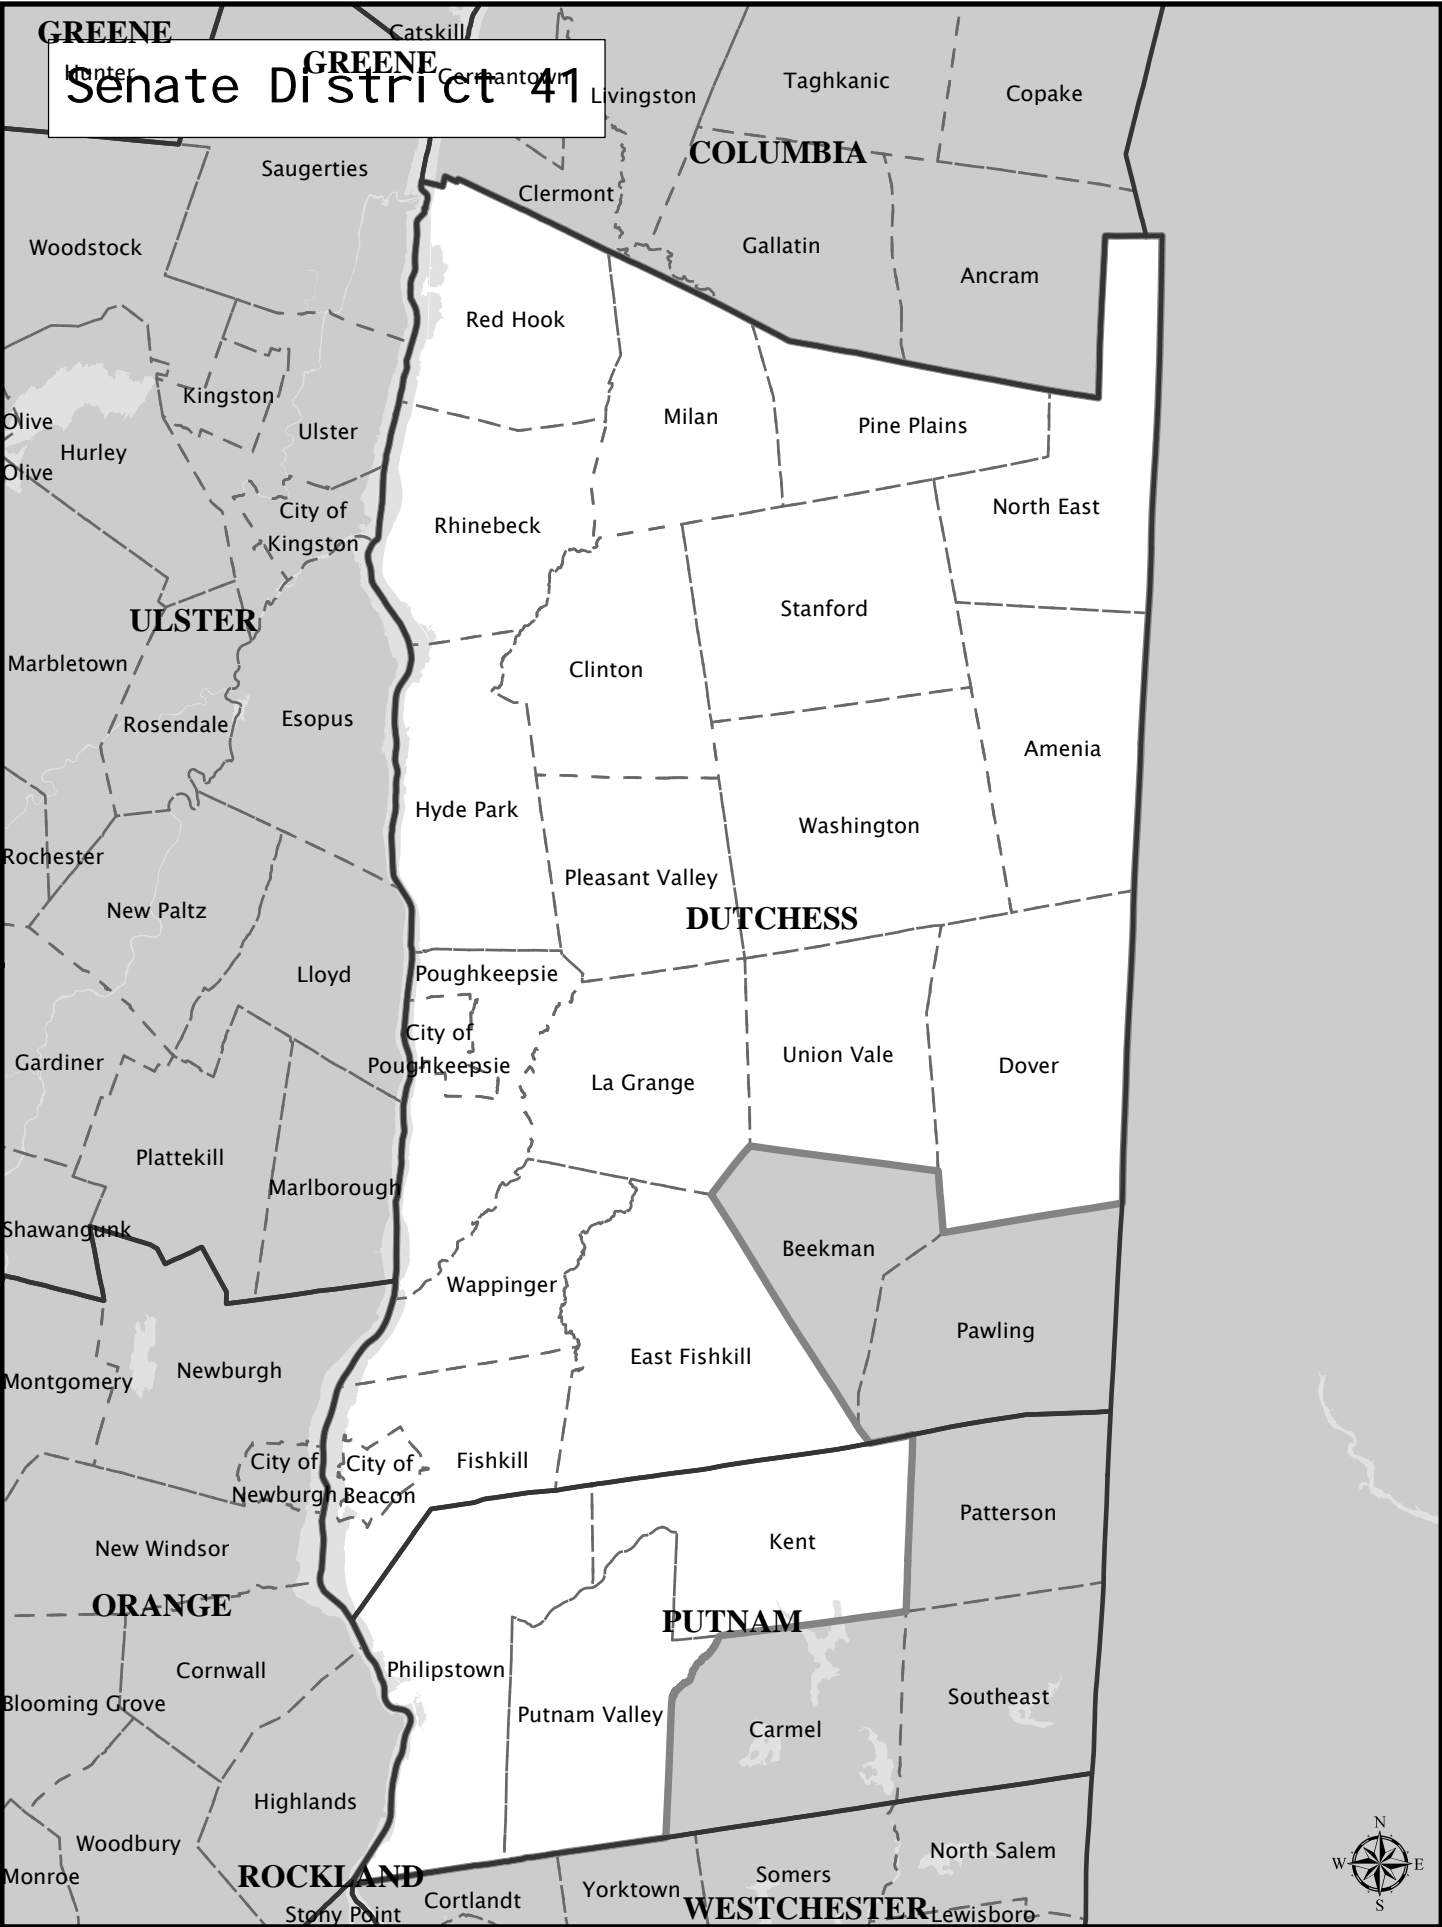 GREENE
Catskill
Hunter
GREENE
Germantown
Senate District 41
Livingston
Taghkanic
Copake
COLUMBIA
Saugerties
Clermont
Woodstock
Gallatin
Ancram
Red Hook
Kingston
Milan
Olive
Ulster
Pine Plains
Hurley
Olive
North East
City of
Kingston
Rhinebeck
Stanford
ULSTER
Marbletown
Clinton
Rosendale
Esopus
Amenia
Hyde Park
Washington
Rochester
Pleasant Valley
New Paltz
DUTCHESS
Lloyd
Poughkeepsie
City of
Poughkeepsie
Gardiner
Union Vale
Dover
La Grange
Plattekill
Marlborough
Shawangunk
Beekman
Wappinger
Pawling
Newburgh
East Fishkill
Montgomery
City of
Newburgh
City of
Beacon
Fishkill
Patterson
New Windsor
Kent
ORANGE
PUTNAM
Cornwall
Philipstown
Blooming Grove
Southeast
Putnam Valley
Carmel
Highlands
Woodbury
North Salem
N
W
E
S
Monroe
ROCKLAND
Somers
Yorktown
Cortlandt
WESTCHESTER
Stony Point
Lewisboro